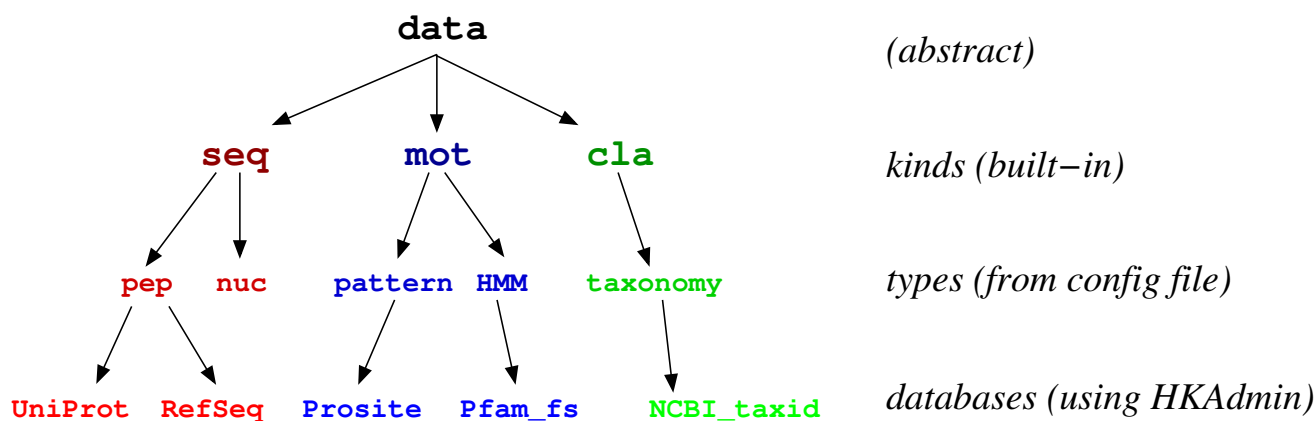 data (abstract)
seq mot cla kinds (built−in)
pep nuc pattern HMM taxonomy types (from config file)
UniProt RefSeq Prosite Pfam_fs NCBI_taxid databases (using HKAdmin)